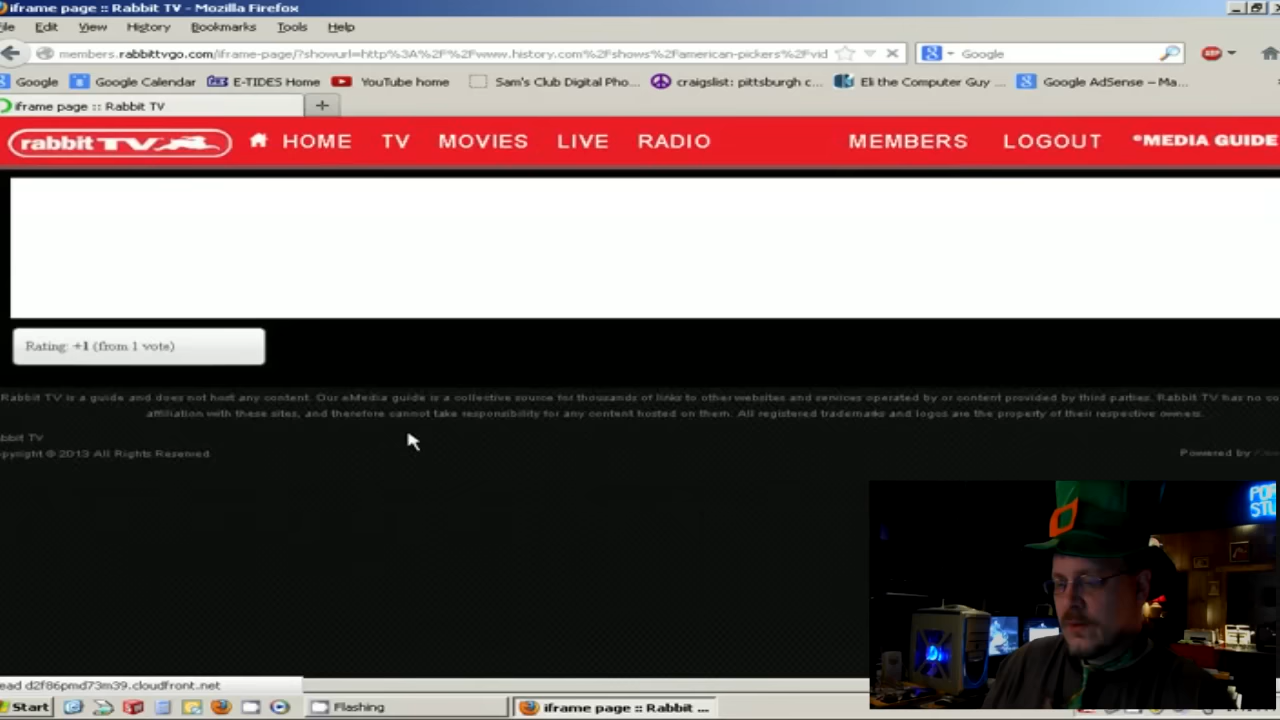 iframe page :: Rabbit TV - Mozilla Firefox
Edit View History Bookmarks Tools Help
members.rabbittvgo.com/iframe-page/?showurl=http%3A%2F%2Fwww.history.com%2Fshows%2Famerican-pickers%2Fvid
Google
Google Google Calendar E-TIDES Home YouTube home Sam's Club Digital Pho... craigslist: pittsburgh c... Eli the Computer Guy ... Google AdSense – Ma...
iframe page :: Rabbit TV
rabbit TV HOME TV MOVIES LIVE RADIO MEMBERS LOGOUT MEDIA GUIDE
Rating: +1 (from 1 vote)
Rabbit TV is a guide and does not host any content. Our eMedia guide is a collective source for thousands of links to other websites and services operated by or content provided by third parties. Rabbit TV has no
affiliation with these sites, and therefore cannot take responsibility for any content hosted on them. All registered trademarks and logos are the property of their respective owners.
bbit TV
opyright © 2013 All Rights Reserved
Powered by
ead d2f86pmd73m39.cloudfront.net
Start Flashing iframe page :: Rabbit ...